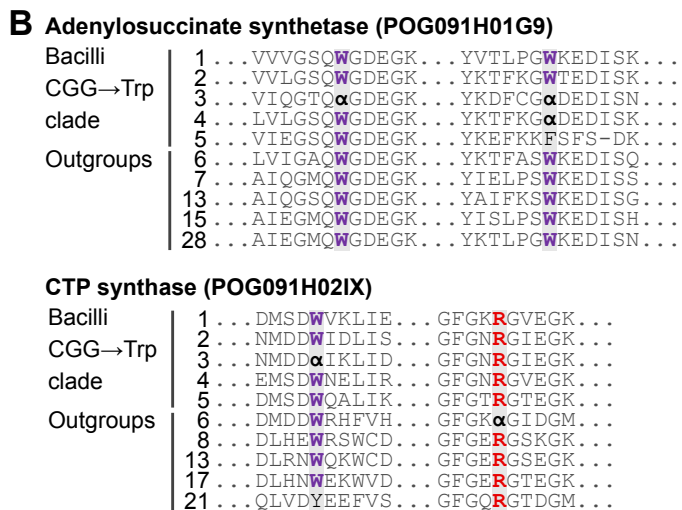 B Adenylosuccinate synthetase (POG091H01G9)
Bacilli 1 ...VVVGSQWGDEGK...YVTLPGWKEDISK...
2 ...VVLGSQWGDEGK...YKTFKGWTEDISK...
CGG→Trp 3 ...VIQGTQαGDEGK...YKDFCGαDEDISN...
clade 4 ...LVLGSQWGDEGK...YKTFKGαDEDISK...
5 ...VIEGSQWGDEGK...YKEFKKFSFS-DK...
Outgroups 6 ...LVIGAQWGDEGK...YKTFASWKEDISQ...
7 ...AIQGMQWGDEGK...YIELPSWKEDISS...
13 ...AIQGSQWGDEGK...YAIFKSWKEDISG...
15 ...AIEGMQWGDEGK...YISLPSWKEDISH...
28 ...AIEGMQWGDEGK...YKTLPGWKEDISN...
CTP synthase (POG091H02IX)
Bacilli 1 ...DMSDWVKLIE...GFGKRGVEGK...
2 ...NMDDWIDLIS...GFGNRGIEGK...
CGG→Trp 3 ...NMDDαIKLID...GFGKRGVEGK...
clade 4 ...EMSDWNELIR...GFGNRGVEGK...
5 ...DMSDWQALIK...GFGTRGTEGK...
Outgroups 6 ...DMDDWRHFVH...GFGKαGIDGM...
8 ...DLHEWRSWCD...GFGERGSKGK...
13 ...DLRNWQKWCD...GFGERGSEGK...
17 ...DLHNWEKWVD...GFGERGTEGK...
21 ...QLVDYEEFVS...GFGQRGTDGM...